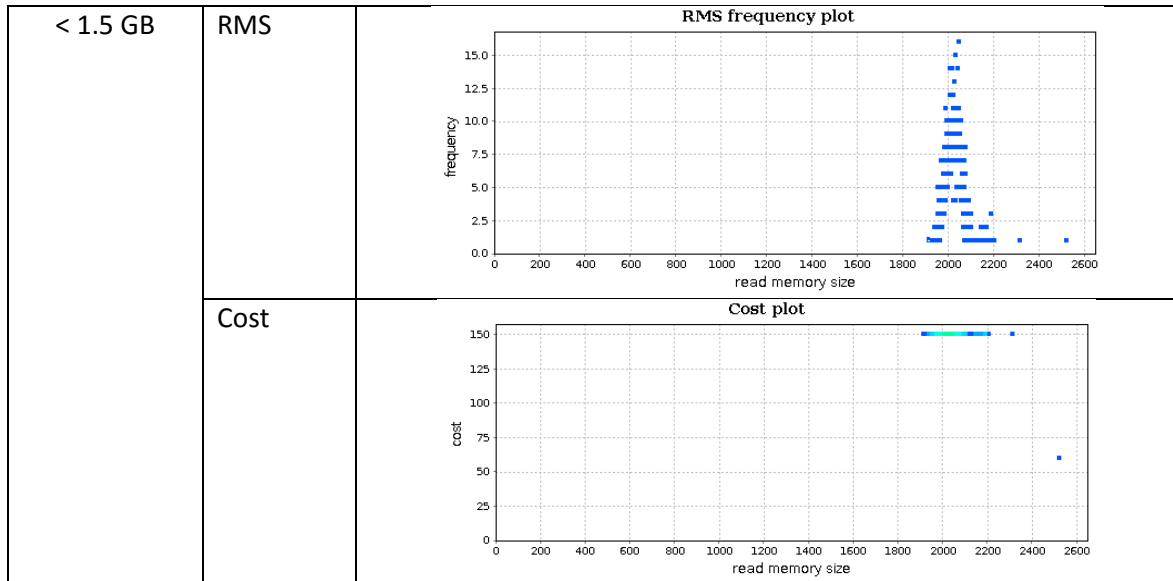 < 1.5 GB
RMS
RMS frequency plot
15.0
12.5
10.0
7.5
5.0
2.5
0.0
frequency
0 200 400 600 800 1000 1200 1400 1600 1800 2000 2200 2400 2600
read memory size
Cost
Cost plot
150
125
100
75
50
25
0
cost
0 200 400 600 800 1000 1200 1400 1600 1800 2000 2200 2400 2600
read memory size